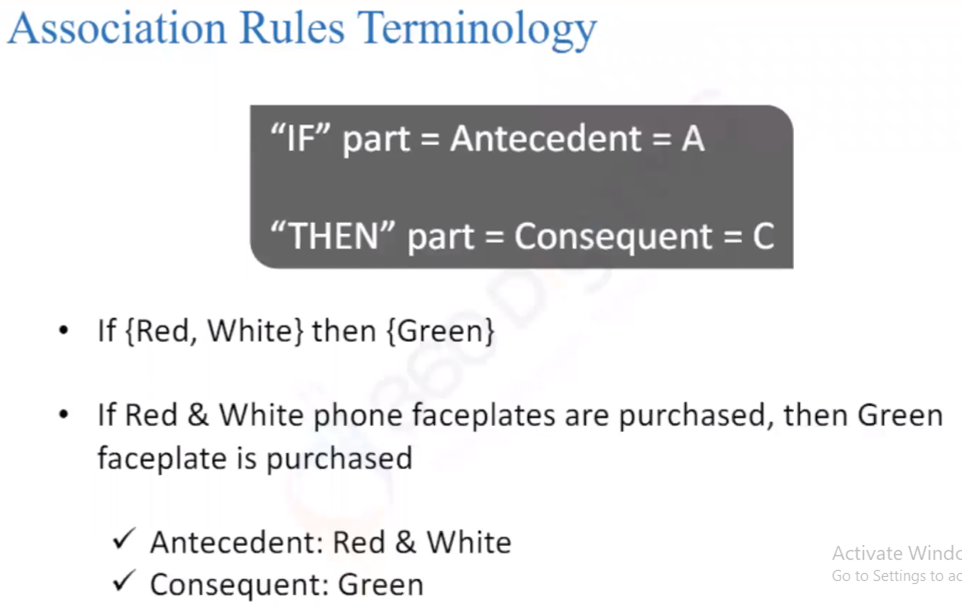 Association Rules Terminology
“IF” part = Antecedent = A
“THEN” part = Consequent = C
• If {Red, White} then {Green}
• If Red & White phone faceplates are purchased, then Green
faceplate is purchased
✓ Antecedent: Red & White
✓ Consequent: Green
Activate Windo
Go to Settings to ac
360